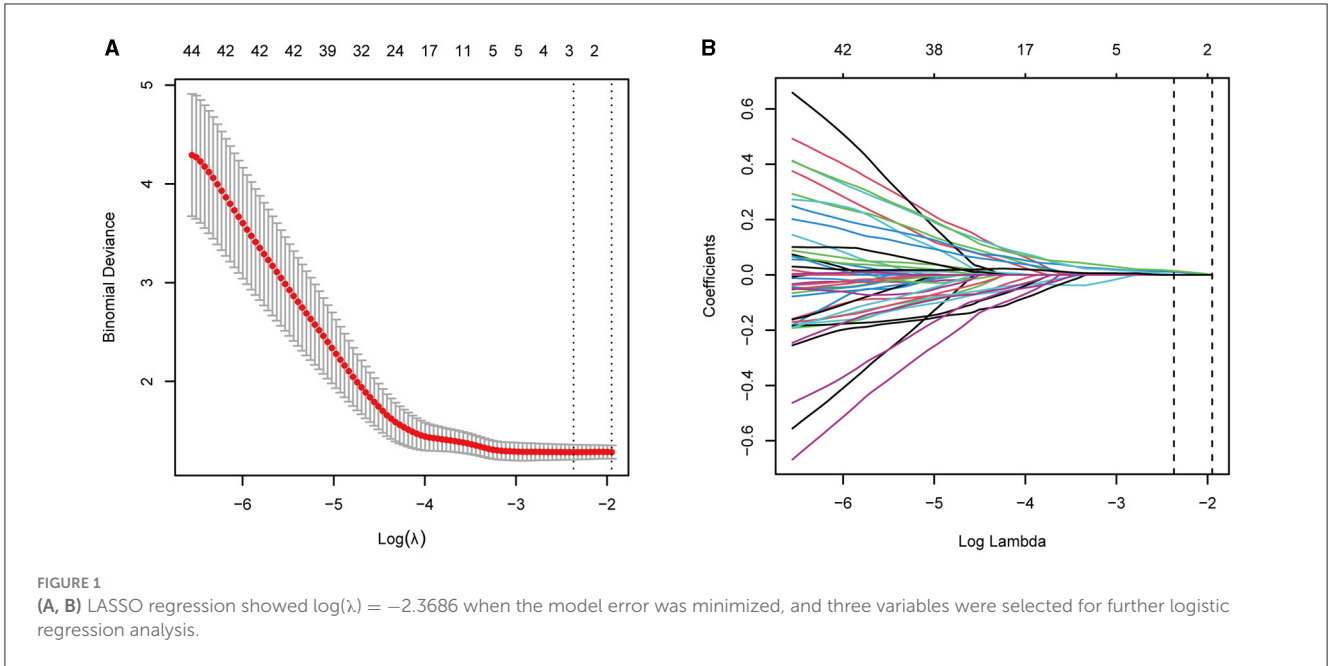 A
44 42 42 42 39 32 24 17 11 5 5 4 3 2
5
4
3
2
Binomial Deviance
−6 −5 −4 −3 −2
Log(λ)
B
42 38 17 5 2
0.6
0.4
0.2
0.0
−0.2
−0.4
−0.6
Coefficients
−6 −5 −4 −3 −2
Log Lambda
FIGURE 1
(A, B) LASSO regression showed log(λ) = −2.3686 when the model error was minimized, and three variables were selected for further logistic
regression analysis.